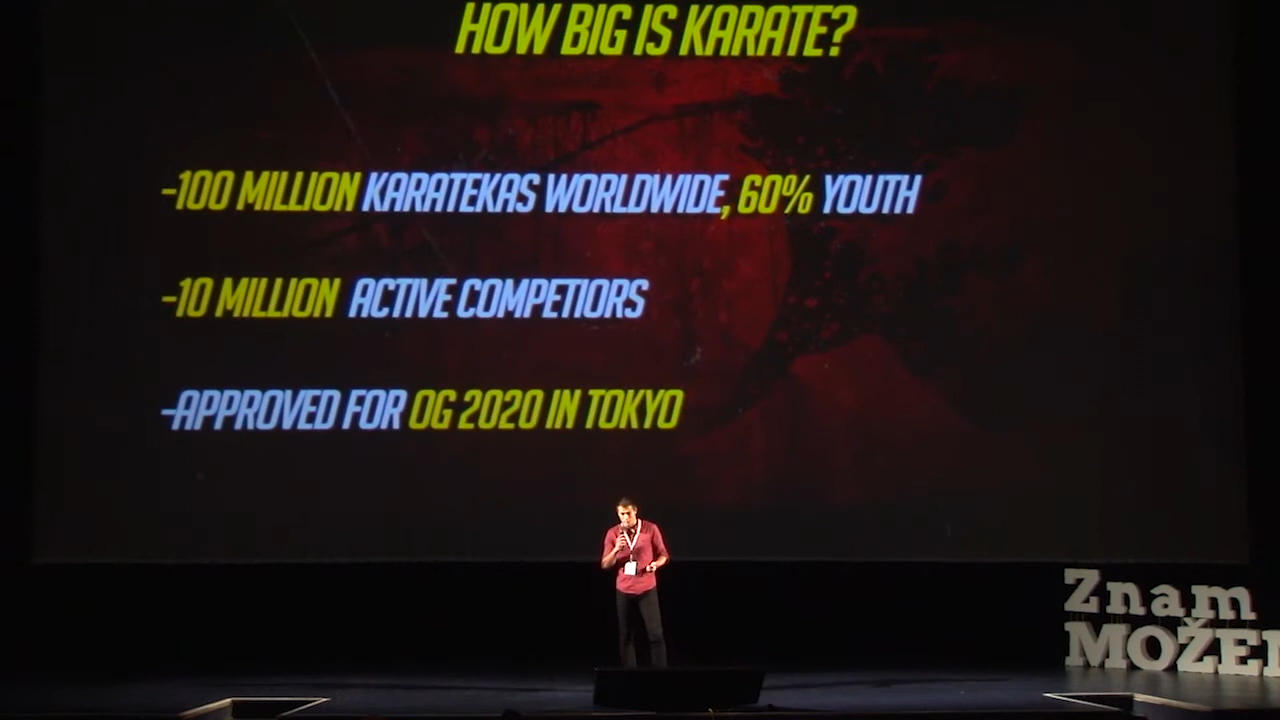 HOW BIG IS KARATE?
-100 MILLION KARATEKAS WORLDWIDE, 60% YOUTH
-10 MILLION ACTIVE COMPETIORS
-APPROVED FOR OG 2020 IN TOKYO
Znam
MOŽE